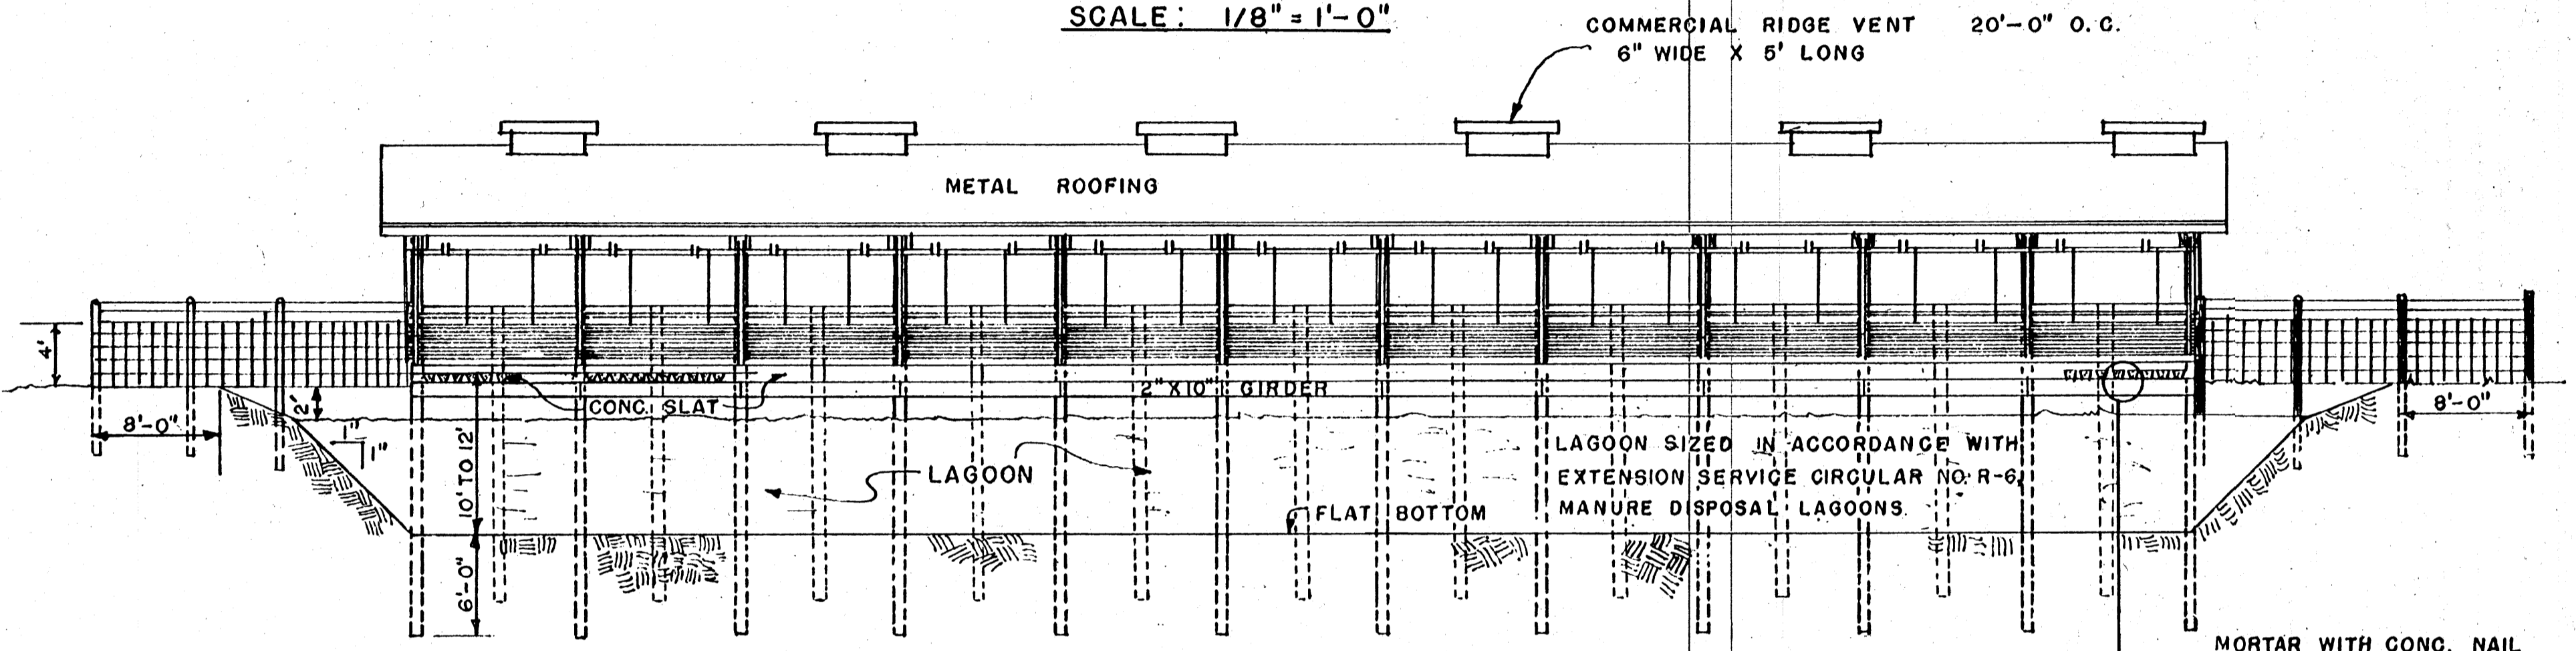 SCALE: 1/8" = 1'-0"
COMMERCIAL RIDGE VENT 20'-0" O.C.
6" WIDE X 5' LONG
METAL ROOFING
4'
2'
2"X10" GIRDER
CONC. SLAT
8'-0"
8'-0"
1"
1"
10' TO 12'
LAGOON
LAGOON SIZED IN ACCORDANCE WITH
EXTENSION SERVICE CIRCULAR NO. R-6,
MANURE DISPOSAL LAGOONS.
FLAT BOTTOM
6'-0"
MORTAR WITH CONC. NAIL